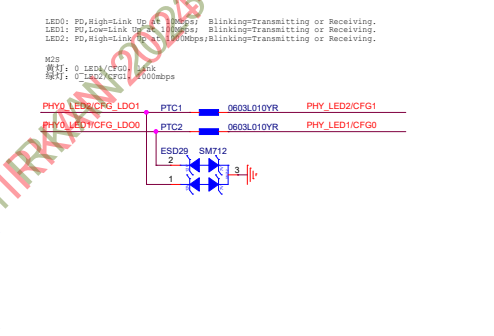 LED0: PD,High=Link Up at 10Mbps; Blinking=Transmitting or Receiving.
LED1: PU,Low=Link Up at 100Mbps; Blinking=Transmitting or Receiving.
LED2: PD,High=Link Up at 1000Mbps;Blinking=Transmitting or Receiving.
M2S
黄灯: 0_LED1/CFG0, link
绿灯: 0_LED2/CFG1, 1000mbps
PHY0_LED2/CFG_LDO1 PTC1 0603L010YR PHY_LED2/CFG1
PHY0_LED1/CFG_LDO0 PTC2 0603L010YR PHY_LED1/CFG0
ESD29 SM712
2
3
1
2024